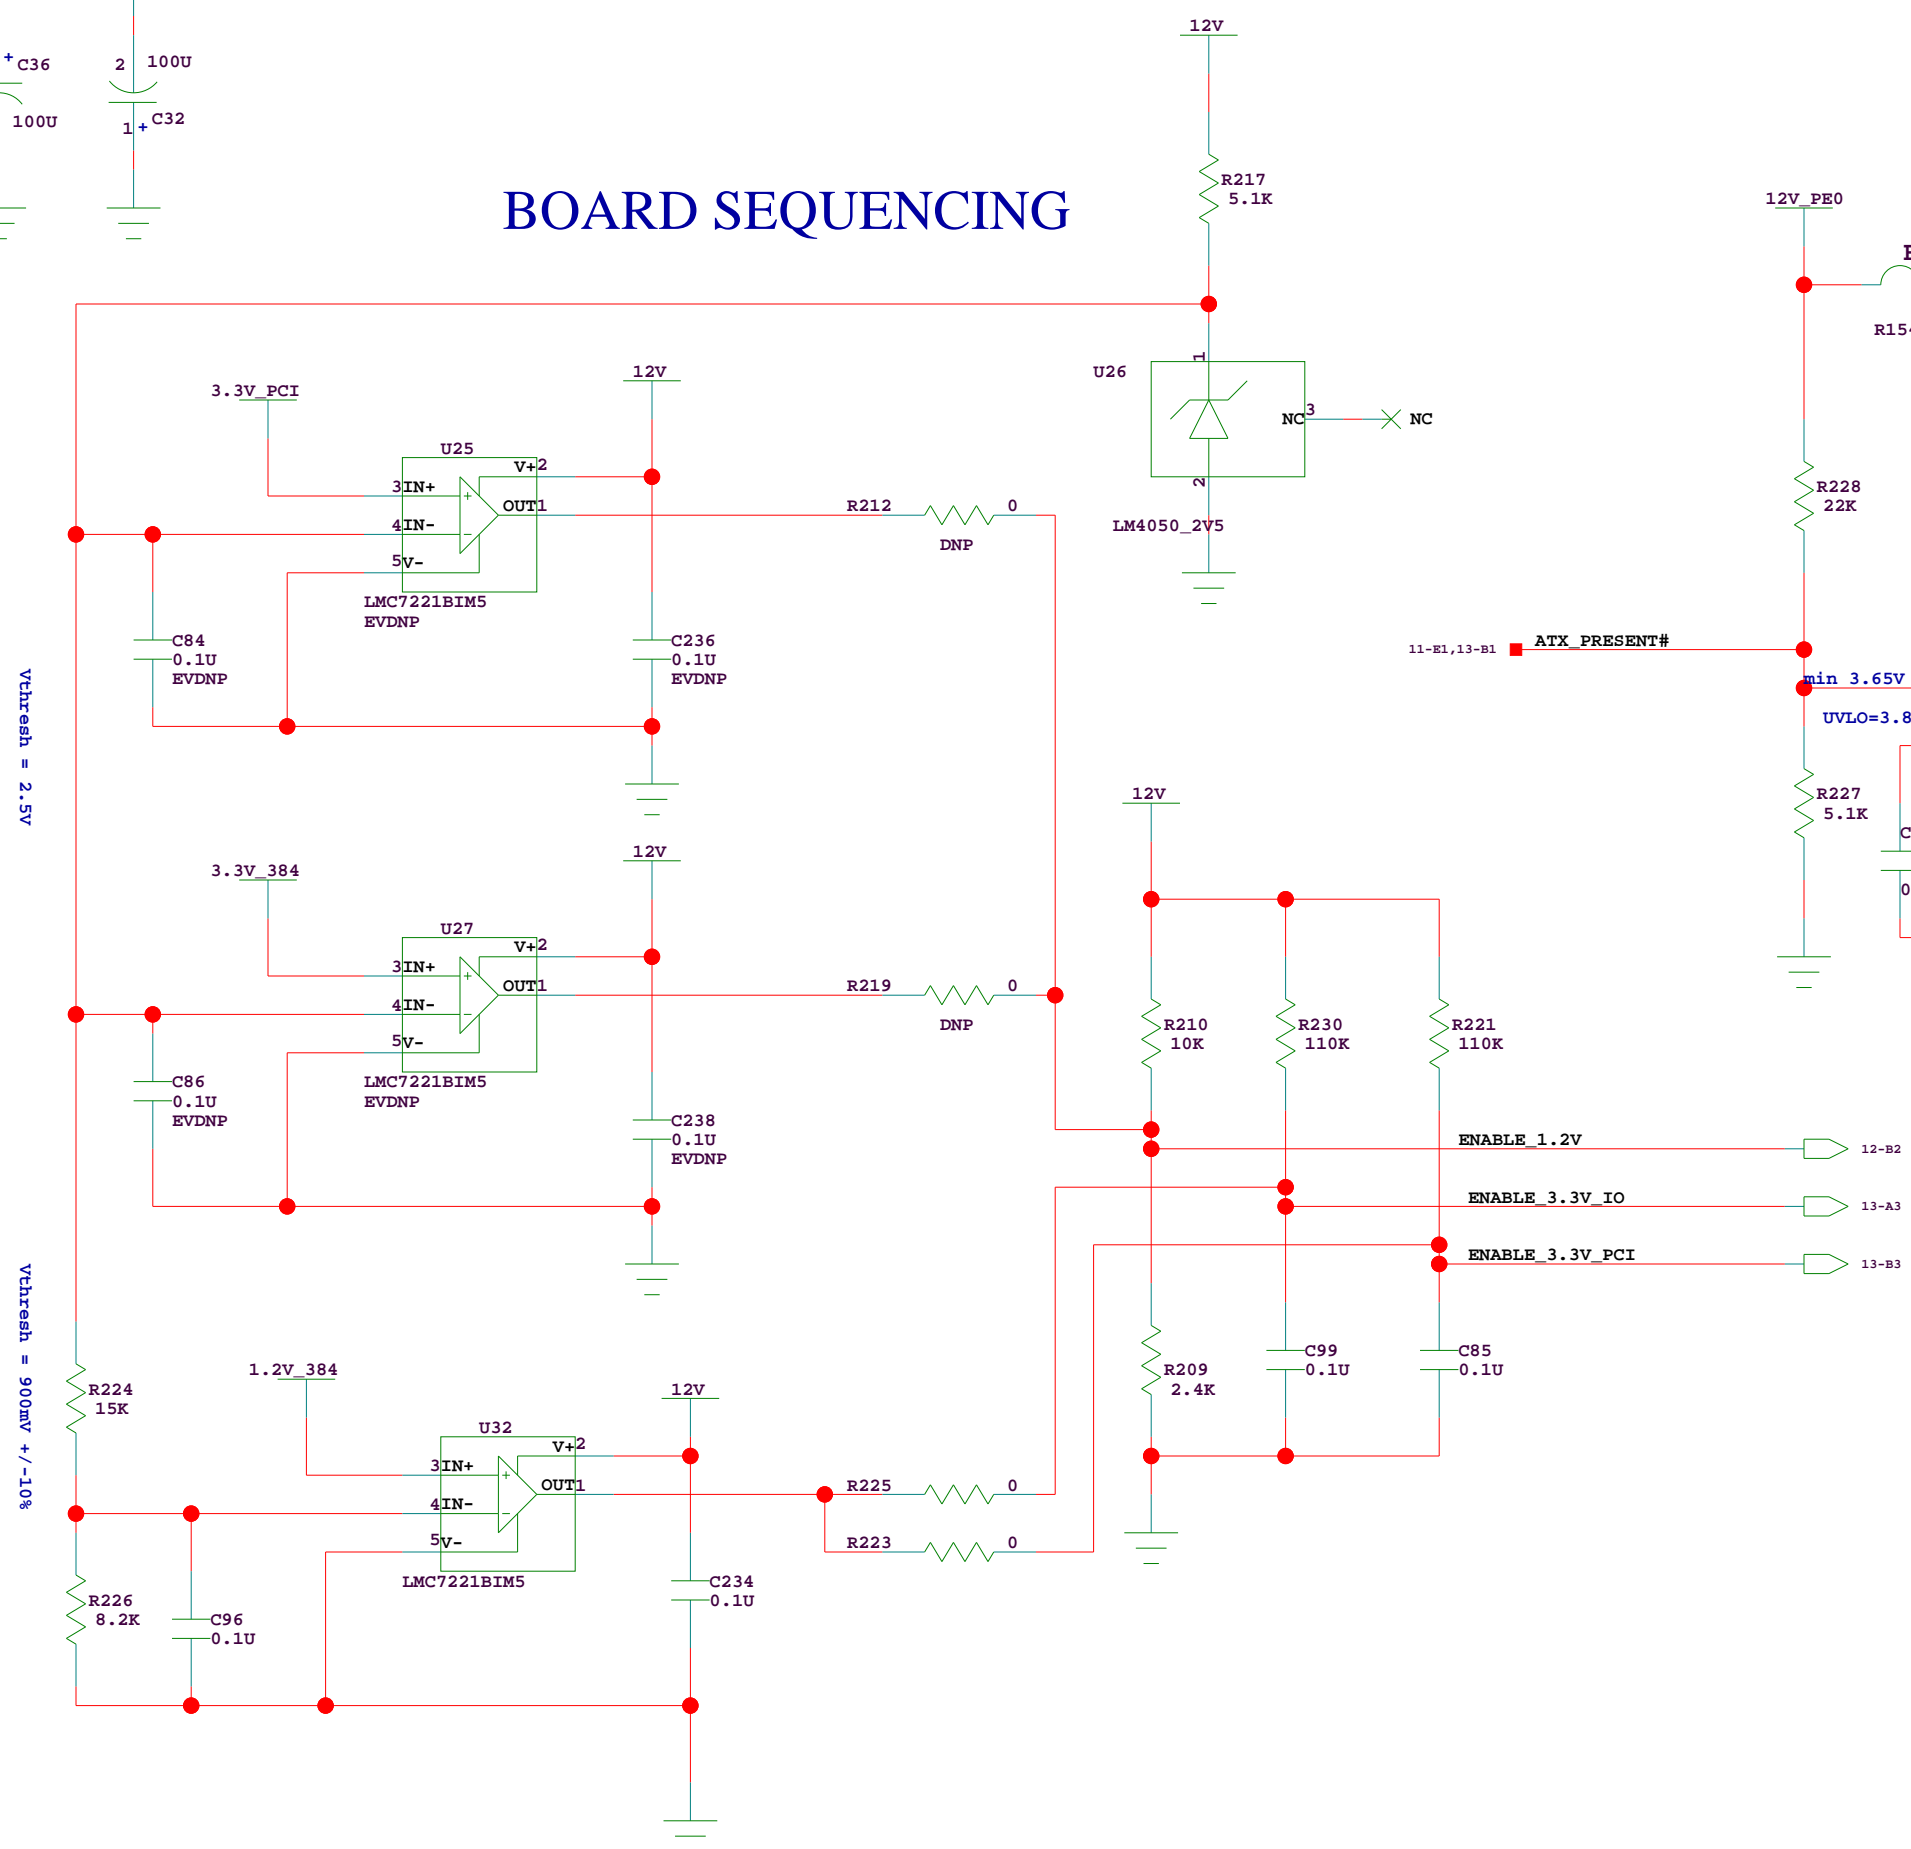 + C36
100U
2
100U
1
+
C32
BOARD SEQUENCING
12V
R217
5.1K
12V_PE0
3.3V_PCI
12V
U25
V+ 2
3 IN+
OUT 1
4 IN-
5 V-
LMC7221BIM5
EVDNP
R212
0
DNP
1
U26
NC 3
NC
2
LM4050_2V5
R228
22K
C84
0.1U
EVDNP
C236
0.1U
EVDNP
11-E1,13-B1
ATX_PRESENT#
min 3.65V
Vthresh = 2.5V
R227
5.1K
3.3V_384
12V
U27
V+ 2
3 IN+
OUT 1
4 IN-
5 V-
LMC7221BIM5
EVDNP
R219
0
DNP
12V
R210
10K
R230
110K
R221
110K
C86
0.1U
EVDNP
C238
0.1U
EVDNP
ENABLE_1.2V
12-B2
ENABLE_3.3V_IO
13-A3
ENABLE_3.3V_PCI
13-B3
Vthresh = 900mV +/-10%
R224
15K
1.2V_384
12V
U32
V+ 2
3 IN+
OUT 1
4 IN-
5 V-
LMC7221BIM5
R225
0
R223
0
R209
2.4K
C99
0.1U
C85
0.1U
R226
8.2K
C96
0.1U
C234
0.1U